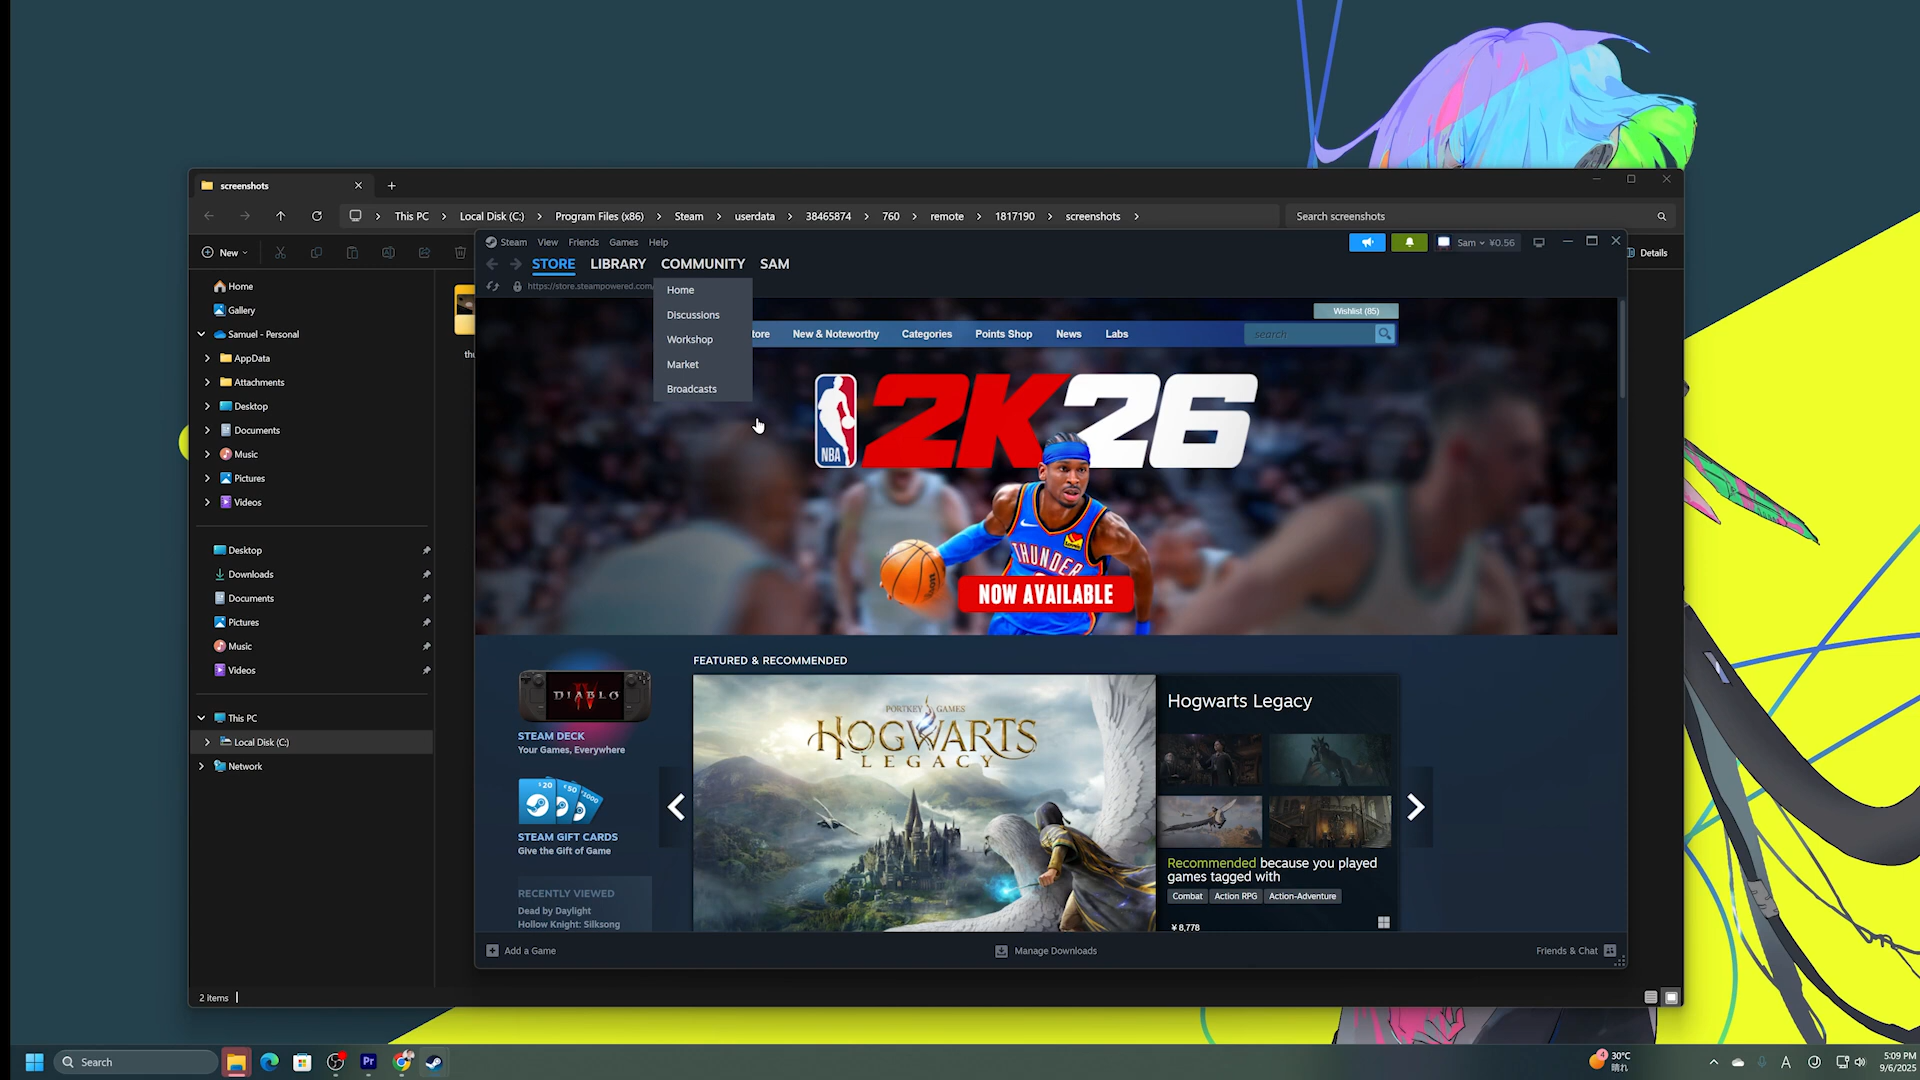 screenshots
This PC
Local Disk (C:)
Program Files (x86)
Steam
userdata
38465874
760
remote
1817190
screenshots
Search screenshots
New
Details
Home
Gallery
Samuel - Personal
AppData
Attachments
Desktop
Documents
Music
Pictures
Videos
Desktop
Downloads
Documents
Pictures
Music
Videos
This PC
Local Disk (C:)
Network
2 items
Steam View Friends Games Help
Sam ¥0.56
STORE LIBRARY COMMUNITY SAM
https://store.steampowered.com/
Home
Discussions
Workshop
Market
Broadcasts
Wishlist (85)
New & Noteworthy Categories Points Shop News Labs
search
NBA
2K26
THUNDER
NOW AVAILABLE
FEATURED & RECOMMENDED
DIABLO
IV
STEAM DECK
Your Games, Everywhere
$20
STEAM GIFT CARDS
Give the Gift of Game
RECENTLY VIEWED
Dead by Daylight
Hollow Knight: Silksong
PORTKEY GAMES
HOGWARTS
LEGACY
Hogwarts Legacy
Recommended because you played
games tagged with
Combat Action RPG Action-Adventure
¥ 8,778
Add a Game
Manage Downloads
Friends & Chat
Search
Pr
4
30°C
晴れ
A
5:09 PM
9/6/2025